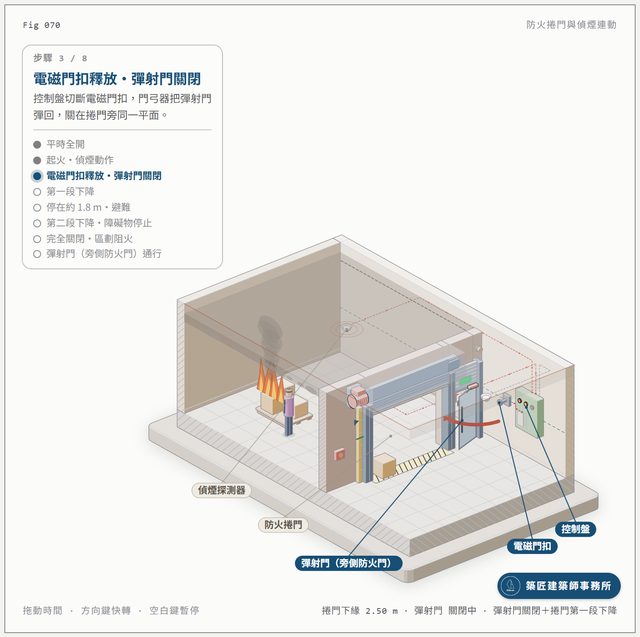 Fig 070
防火捲門與偵煙連動
步驟 3 / 8
電磁門扣釋放・彈射門關閉
控制盤切斷電磁門扣，門弓器把彈射門
彈回，關在捲門旁同一平面。
平時全開
起火・偵煙動作
電磁門扣釋放・彈射門關閉
第一段下降
停在約 1.8 m・避難
第二段下降・障礙物停止
完全關閉・區劃阻火
彈射門（旁側防火門）通行
偵煙探測器
防火捲門
彈射門（旁側防火門）
電磁門扣
控制盤
築匠建築師事務所
拖動時間 · 方向鍵快轉 · 空白鍵暫停
捲門下緣 2.50 m · 彈射門 關閉中 · 彈射門關閉＋捲門第一段下降